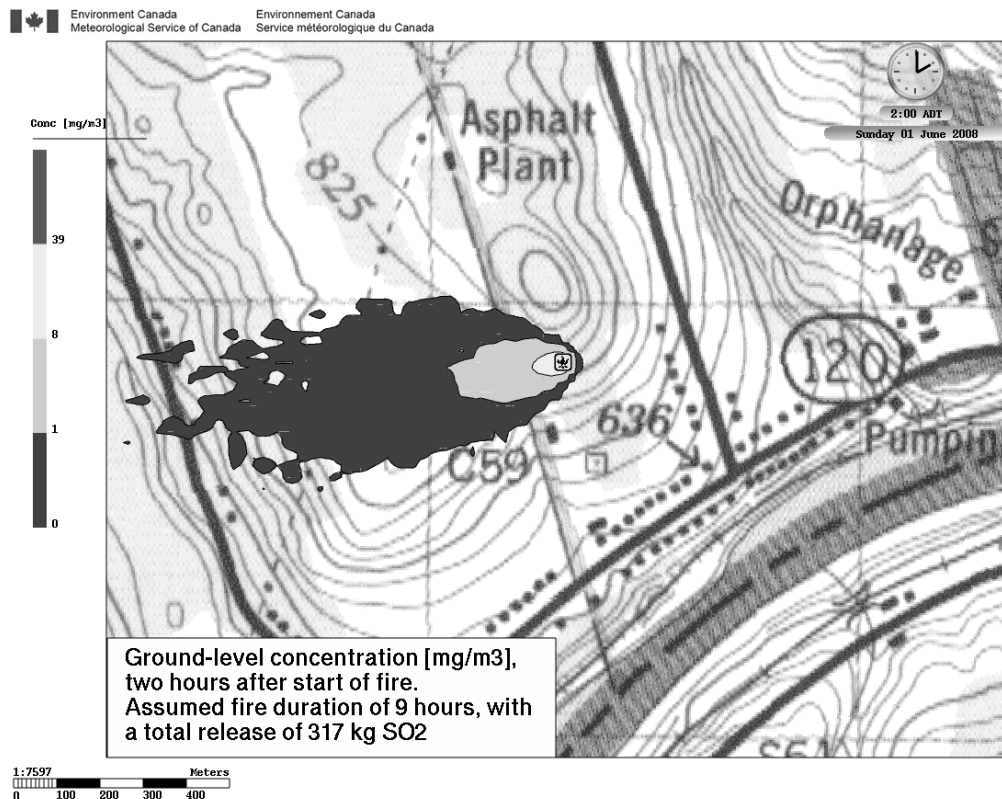 Environment Canada
Meteorological Service of Canada
Environnement Canada
Service météorologique du Canada
2:00 ADT
Sunday 01 June 2008
Conc [mg/m3]
39
8
1
0
Asphalt
Plant
825
Orphanage
120
636
Pumpin
C59
Ground-level concentration [mg/m3],
two hours after start of fire.
Assumed fire duration of 9 hours, with
a total release of 317 kg SO2
1:7597 Meters
0 100 200 300 400